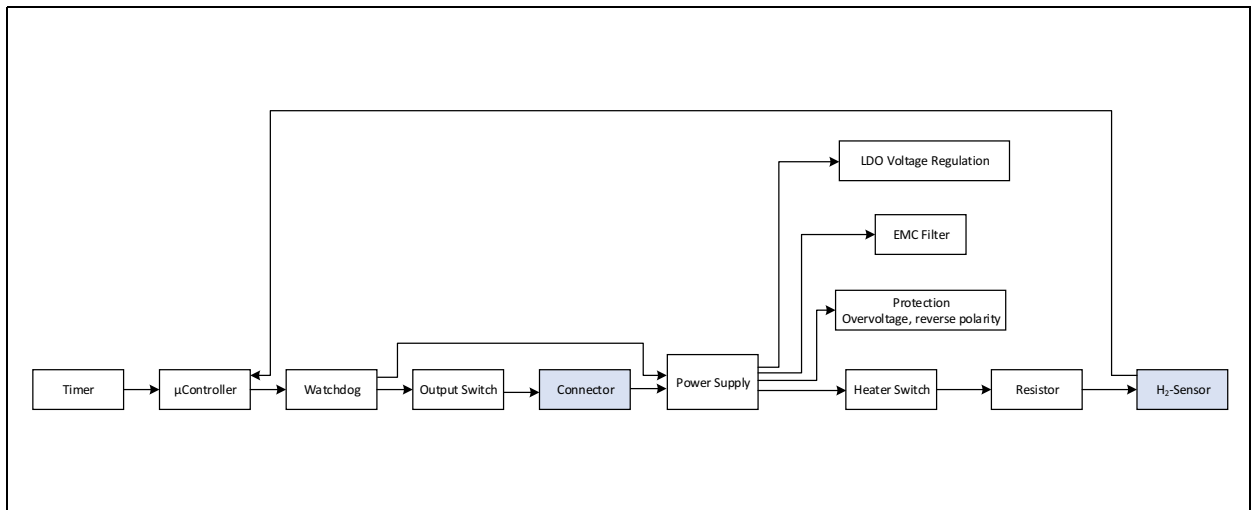 LDO Voltage Regulation
EMC Filter
Protection
Overvoltage, reverse polarity
Timer
µController
Watchdog
Output Switch
Connector
Power Supply
Heater Switch
Resistor
H₂-Sensor